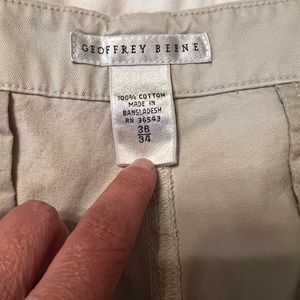 GEOFFREY BEENE
100% COTTON
MADE IN
BANGLADESH
RN 36543
36
34